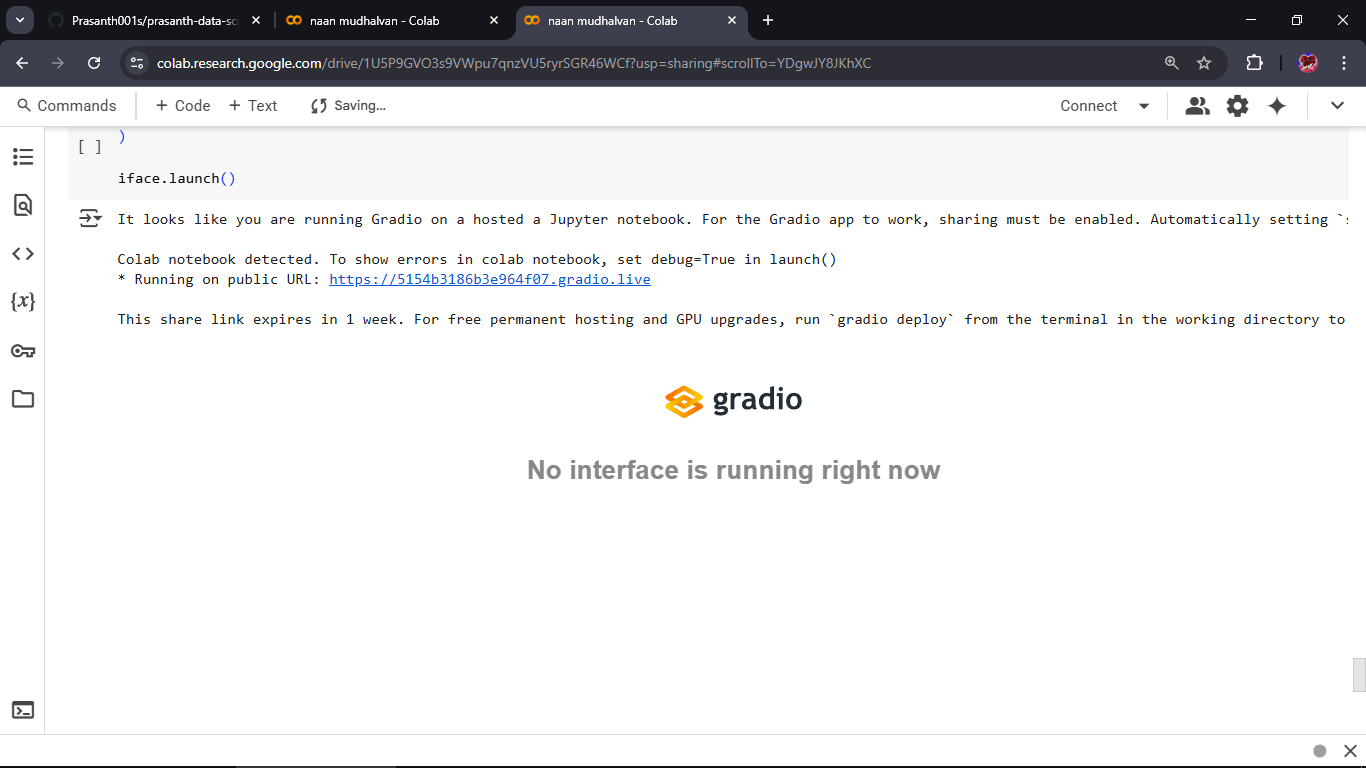 Prasanth001s/prasanth-data-sci
naan mudhalvan - Colab
naan mudhalvan - Colab
colab.research.google.com/drive/1U5P9GVO3s9VWpu7qnzVU5ryrSGR46WCf?usp=sharing#scrollTo=YDgwJY8JKhXC
Commands
+ Code
+ Text
Saving...
Connect
)
[ ]
iface.launch()
It looks like you are running Gradio on a hosted a Jupyter notebook. For the Gradio app to work, sharing must be enabled. Automatically setting `s
Colab notebook detected. To show errors in colab notebook, set debug=True in launch()
* Running on public URL: https://5154b3186b3e964f07.gradio.live
This share link expires in 1 week. For free permanent hosting and GPU upgrades, run `gradio deploy` from the terminal in the working directory to
gradio
No interface is running right now
{x}